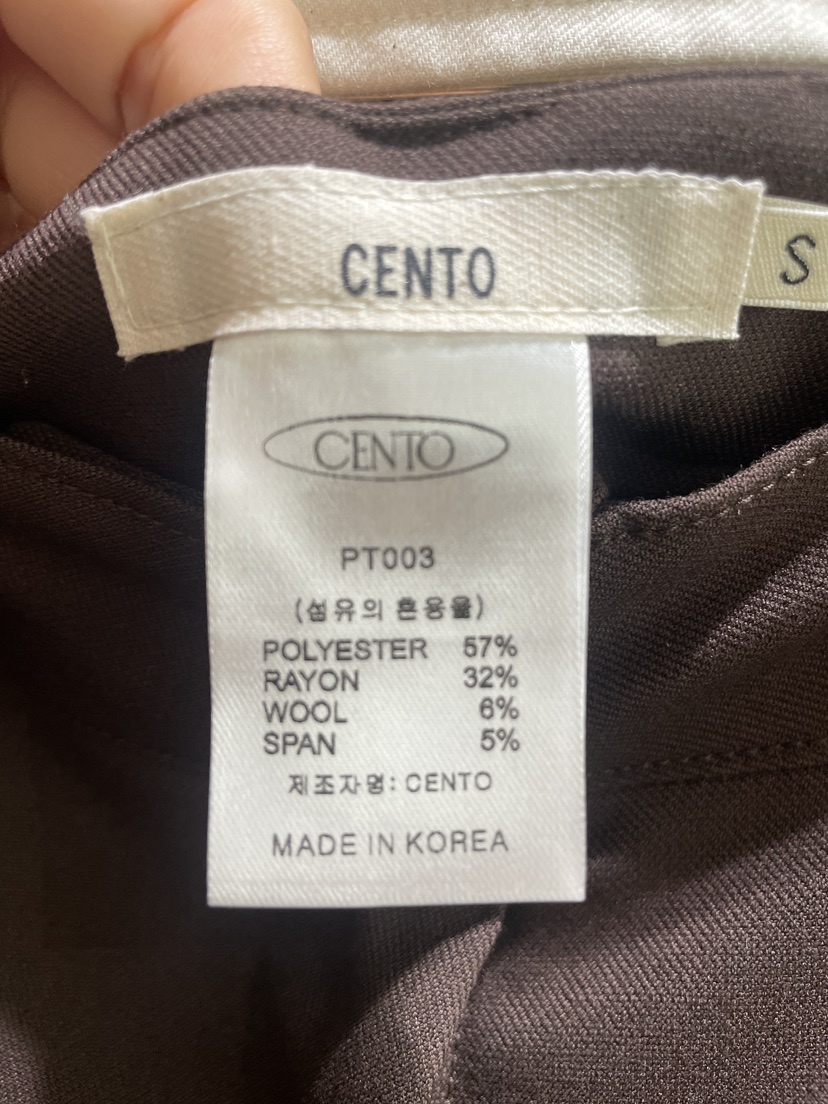 CENTO
S
CENTO
PT003
(섬유의 혼용율)
POLYESTER 57%
RAYON 32%
WOOL 6%
SPAN 5%
제조자명: CENTO
MADE IN KOREA